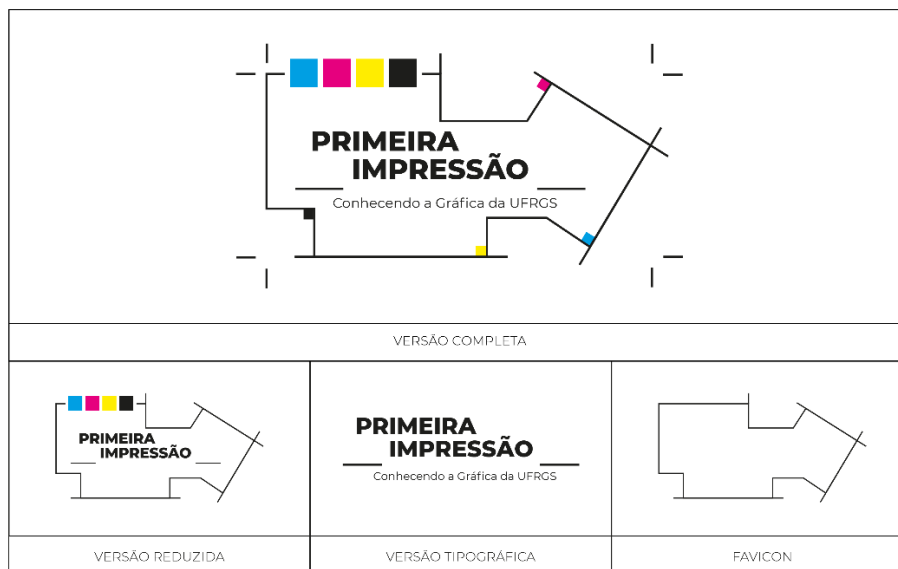 PRIMEIRA
IMPRESSÃO
Conhecendo a Gráfica da UFRGS
VERSÃO COMPLETA
PRIMEIRA
IMPRESSÃO
PRIMEIRA
IMPRESSÃO
Conhecendo a Gráfica da UFRGS
VERSÃO REDUZIDA
VERSÃO TIPOGRÁFICA
FAVICON